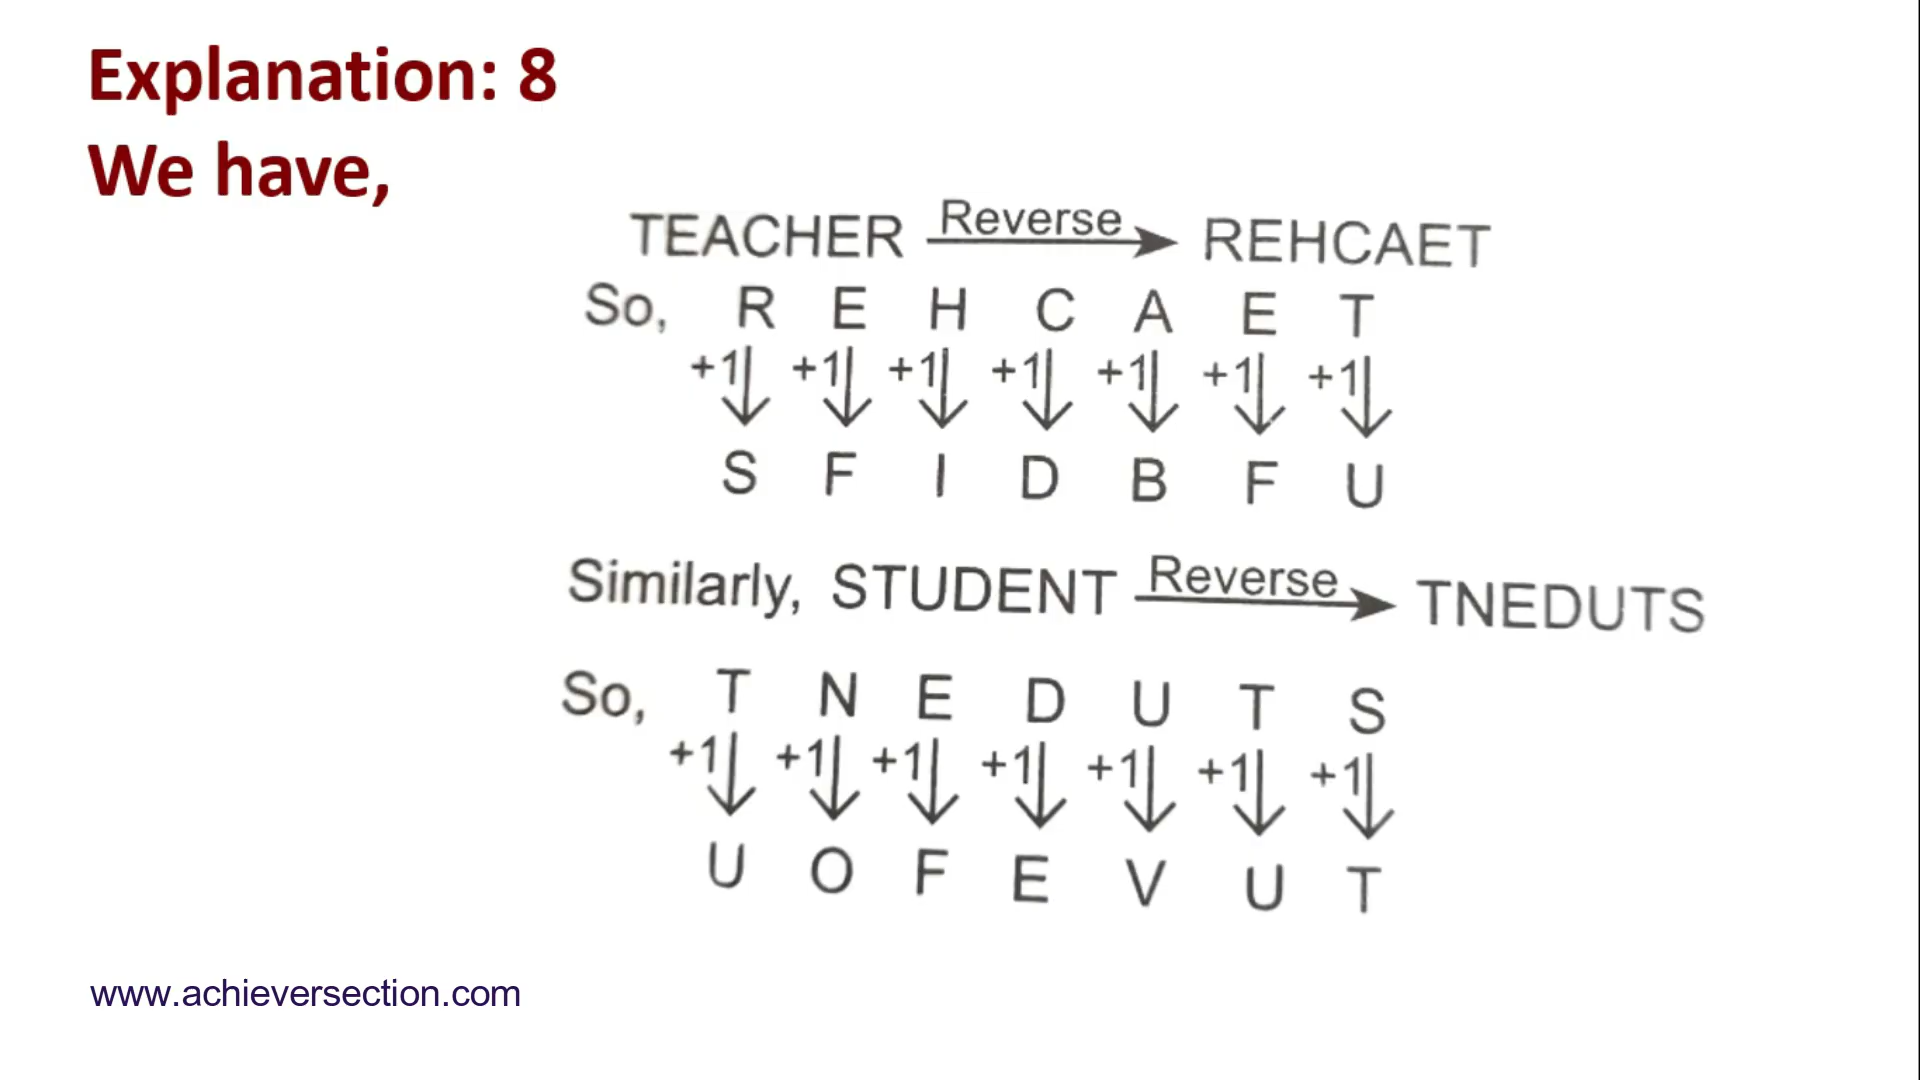 Explanation: 8
We have,
TEACHER Reverse REHCAET
So, R E H C A E T
+1 +1 +1 +1 +1 +1 +1
S F I D B F U
Similarly, STUDENT Reverse TNEDUTS
So, T N E D U T S
+1 +1 +1 +1 +1 +1 +1
U O F E V U T
www.achieversection.com